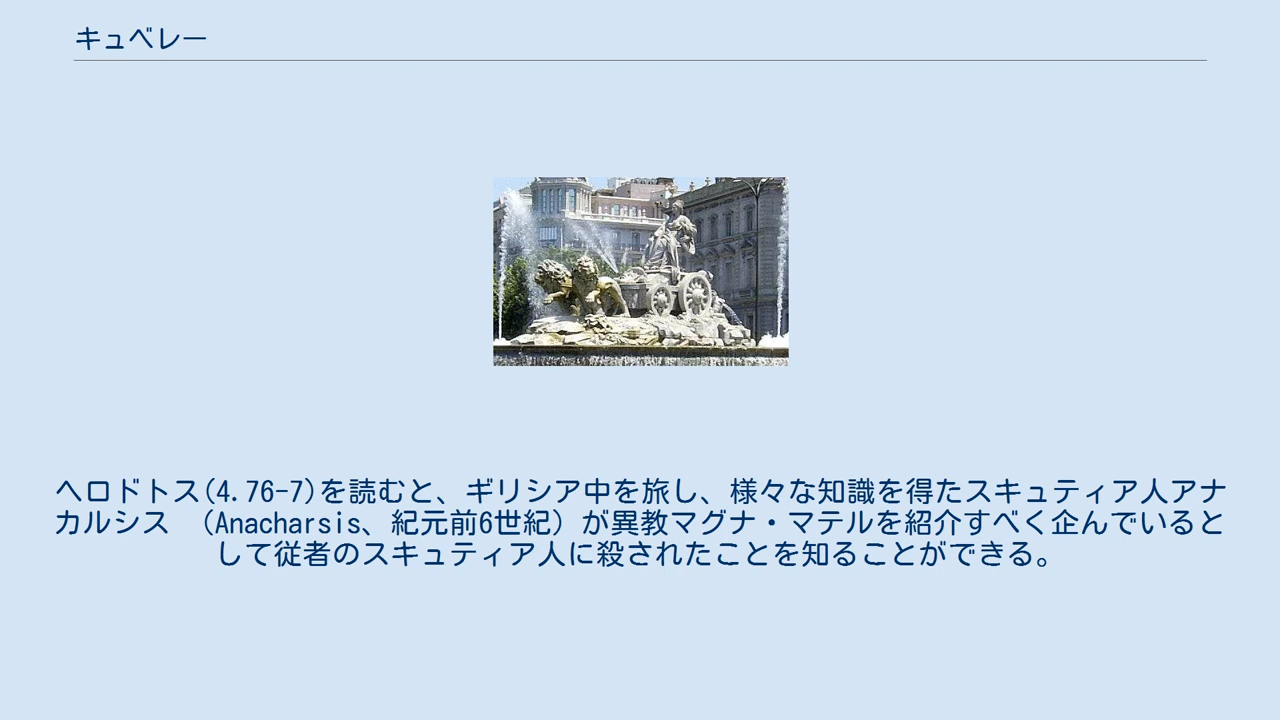 キュベレー
ヘロドトス(4.76-7)を読むと、ギリシア中を旅し、様々な知識を得たスキュティア人アナ
カルシス （Anacharsis、紀元前6世紀）が異教マグナ・マテルを紹介すべく企んでいると
して従者のスキュティア人に殺されたことを知ることができる。